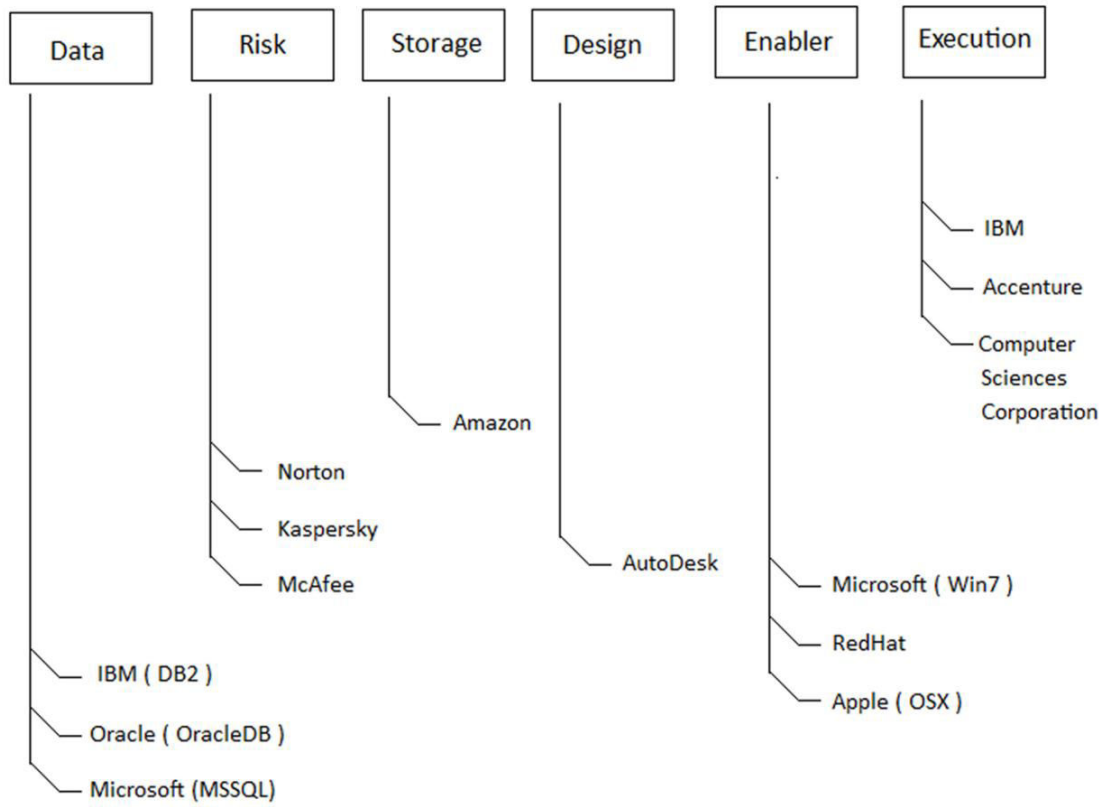 Data
Risk
Storage
Design
Enabler
Execution
IBM
Accenture
Computer
Sciences
Corporation
Amazon
Norton
Kaspersky
McAfee
AutoDesk
Microsoft ( Win7 )
RedHat
Apple ( OSX )
IBM ( DB2 )
Oracle ( OracleDB )
Microsoft (MSSQL)